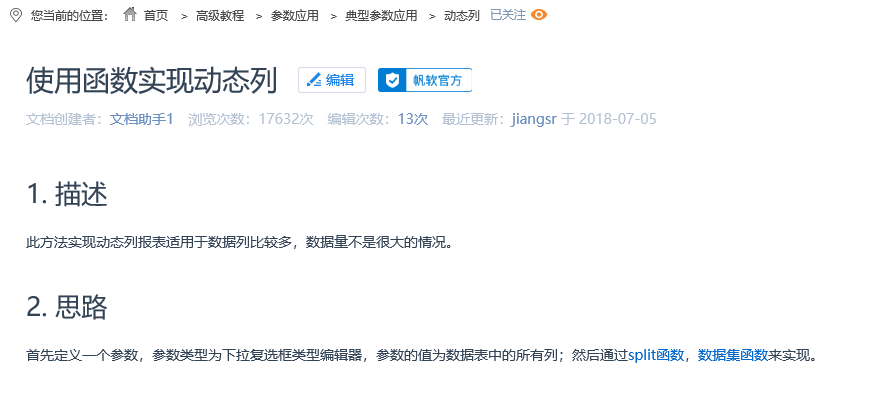 您当前的位置： 首页 > 高级教程 > 参数应用 > 典型参数应用 > 动态列 已关注
使用函数实现动态列 编辑 帆软官方
文档创建者：文档助手1 浏览次数：17632次 编辑次数：13次 最近更新：jiangsr 于 2018-07-05
1. 描述
此方法实现动态列报表适用于数据列比较多，数据量不是很大的情况。
2. 思路
首先定义一个参数，参数类型为下拉复选框类型编辑器，参数的值为数据表中的所有列；然后通过split函数，数据集函数来实现。